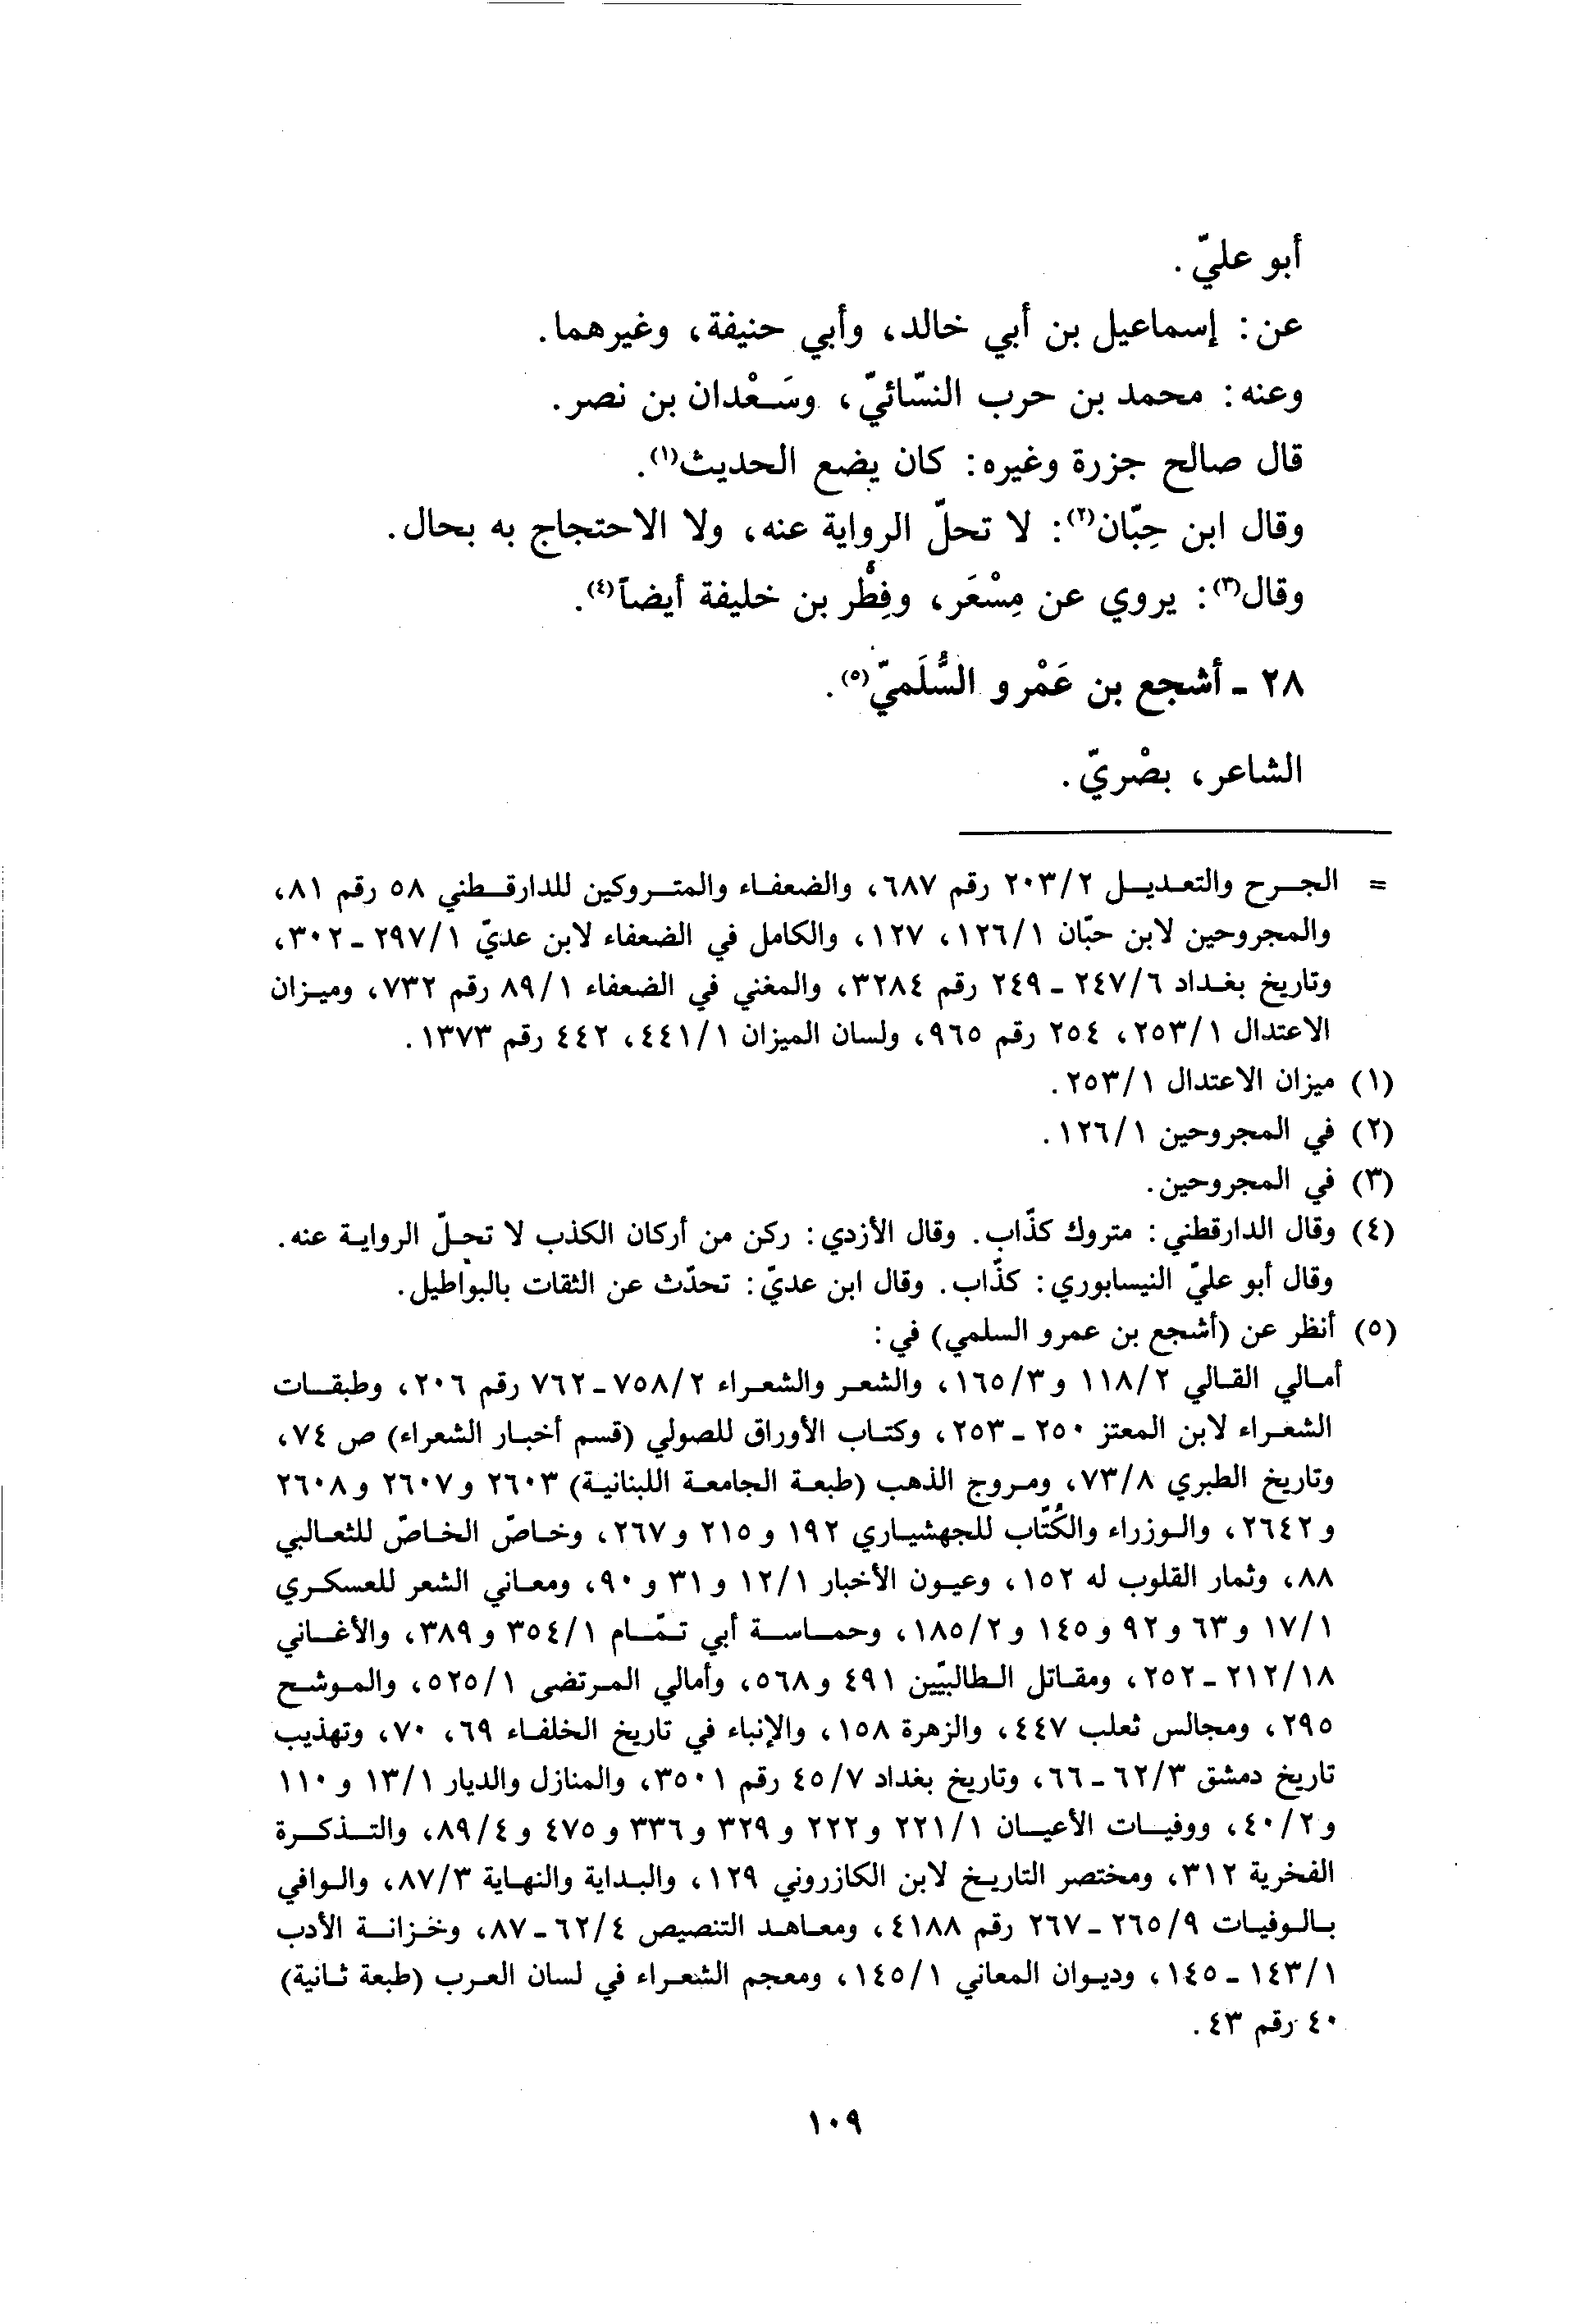 أبو عليّ.
عن: إسماعيل بن أبي خالد، وأبي حنيفة، وغيرهما.
وعنه: محمد بن حرب النسّائيّ، وسَعْدان بن نصر.
قال صالح جزرة وغيره: كان يضع الحديث(١).
وقال ابن حِبّان(٢): لا تحلّ الرواية عنه، ولا الاحتجاج به بحال.
وقال(٣): يروي عن مِسْعَر، وفِطْر بن خليفة أيضاً(٤).
٢٨ - أشجع بن عَمْرو السُّلَميّ(٥).
الشاعر، بصْريّ.
= الجرح والتعديل ٢٠٣/٢ رقم ٦٨٧، والضعفاء والمتروكين للدارقطني ٥٨ رقم ٨١،
والمجروحين لابن حبّان ١٢٦/١، ١٢٧، والكامل في الضعفاء لابن عديّ ٢٩٧/١ - ٣٠٢،
وتاريخ بغداد ٢٤٧/٦ - ٢٤٩ رقم ٣٢٨٤، والمغني في الضعفاء ٨٩/١ رقم ٧٣٢، وميزان
الاعتدال ٢٥٣/١، ٢٥٤ رقم ٩٦٥، ولسان الميزان ٤٤١/١، ٤٤٢ رقم ١٣٧٣.
(١) ميزان الاعتدال ٢٥٣/١.
(٢) في المجروحين ١٢٦/١.
(٣) في المجروحين.
(٤) وقال الدارقطني: متروك كذّاب. وقال الأزدي: ركن من أركان الكذب لا تحلّ الرواية عنه.
وقال أبو عليّ النيسابوري: كذّاب. وقال ابن عديّ: تحدّث عن الثقات بالبواطيل.
(٥) أنظر عن (أشجع بن عمرو السلمي) في:
أمالي القالي ١١٨/٢ و١٦٥/٣، والشعر والشعراء ٧٥٨/٢-٧٦٢ رقم ٢٠٦، وطبقات
الشعراء لابن المعتز ٢٥٠ - ٢٥٣، وكتاب الأوراق للصولي (قسم أخبار الشعراء) ص ٧٤،
وتاريخ الطبري ٧٣/٨، ومروج الذهب (طبعة الجامعة اللبنانية) ٢٦٠٣ و٢٦٠٧ و٢٦٠٨
و٢٦٤٢، والوزراء والكُتّاب للجهشياري ١٩٢ و٢١٥ و٢٦٧، وخاصّ الخاصّ للثعالبي
٨٨، وثمار القلوب له ١٥٢، وعيون الأخبار ١٢/١ و٣١ و٩٠، ومعاني الشعر للعسكري
١٧/١ و٦٣ و٩٢ و١٤٥ و١٨٥/٢، وحماسة أبي تمّام ٣٥٤/١ و٣٨٩، والأغاني
٢١٢/١٨ - ٢٥٢، ومقاتل الطالبيّين ٤٩١ و٥٦٨، وأمالي المرتضى ٥٢٥/١، والموشح
٢٩٥، ومجالس ثعلب ٤٤٧، والزهرة ١٥٨، والإنباء في تاريخ الخلفاء ٦٩، ٧٠، وتهذيب
تاريخ دمشق ٦٢/٣ - ٦٦، وتاريخ بغداد ٤٥/٧ رقم ٣٥٠١، والمنازل والديار ١٣/١ و١١٠
و٤٠/٢، ووفيات الأعيان ٢٢١/١ و٢٢٢ و٣٢٩ و٣٣٦ و٤٧٥ و٨٩/٤، والتذكرة
الفخرية ٣١٢، ومختصر التاريخ لابن الكازروني ١٢٩، والبداية والنهاية ٨٧/٣، والوافي
بالوفيات ٢٦٥/٩ - ٢٦٧ رقم ٤١٨٨، ومعاهد التنصيص ٦٢/٤ - ٨٧، وخزانة الأدب
١٤٣/١ - ١٤٥، وديوان المعاني ١٤٥/١، ومعجم الشعراء في لسان العرب (طبعة ثانية)
٤٠ رقم ٤٣.
١٠٩